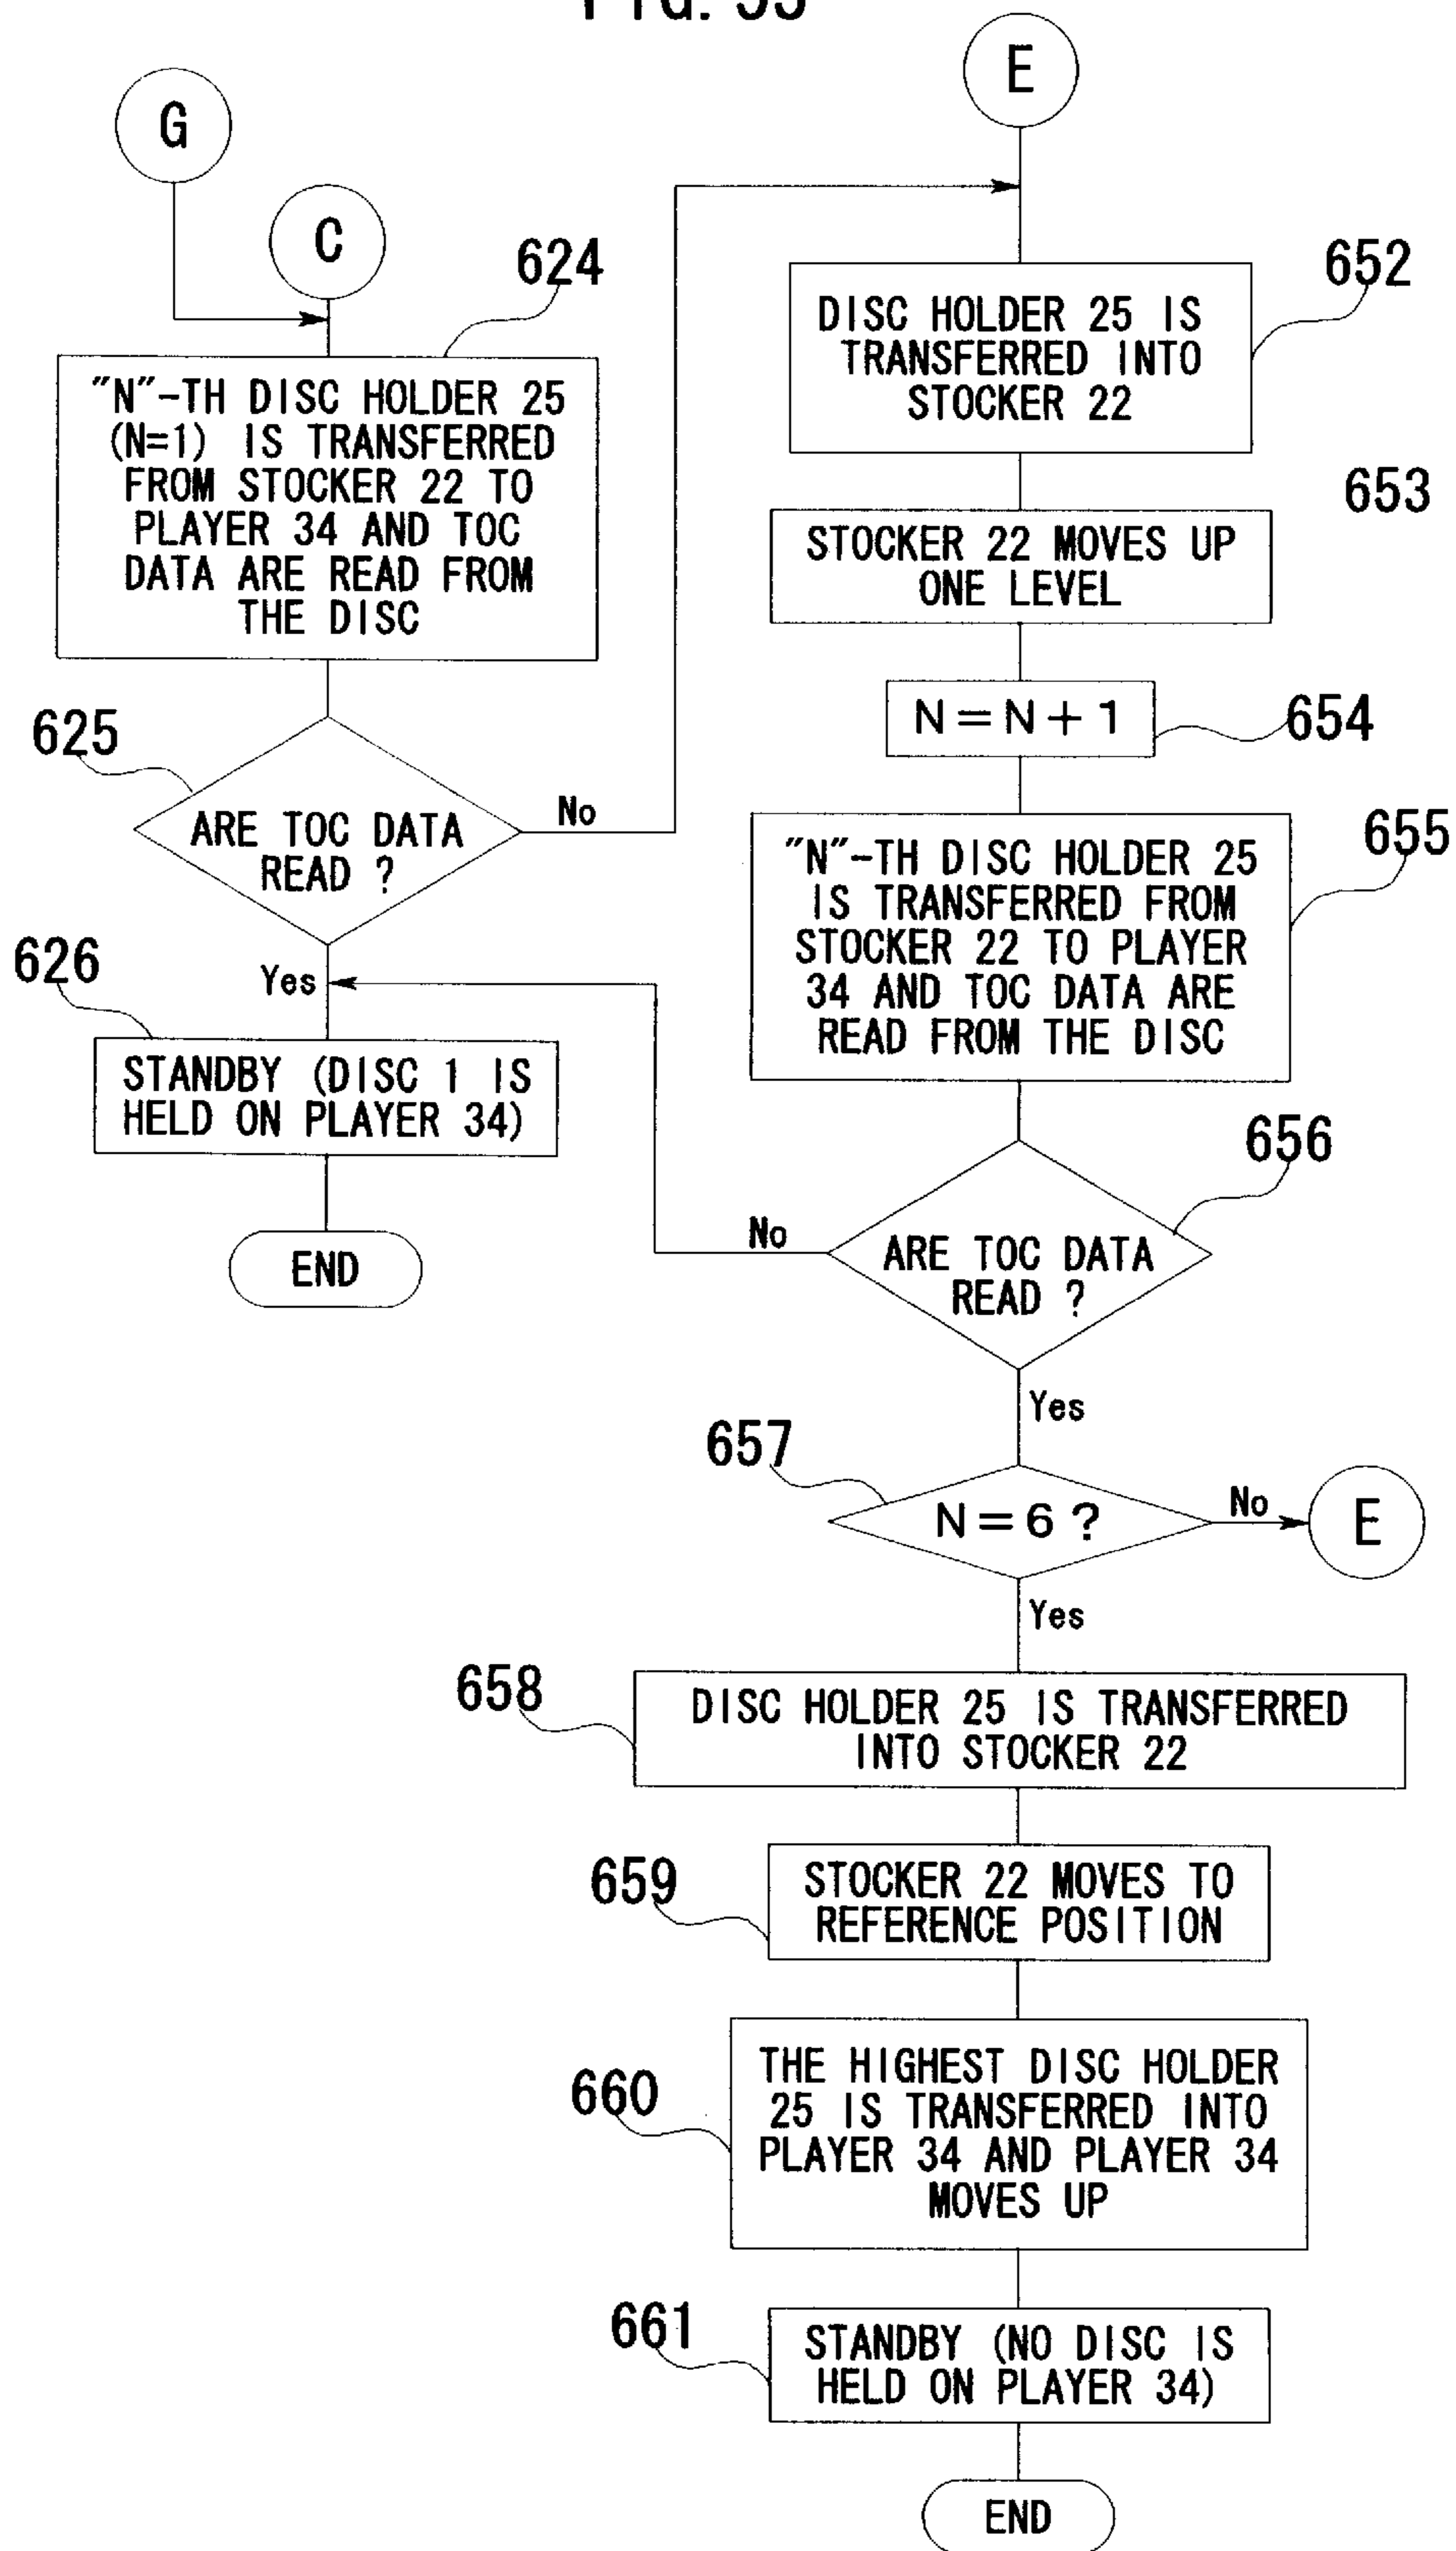 G
C
624
"N"-TH DISC HOLDER 25
(N=1) IS TRANSFERRED
FROM STOCKER 22 TO
PLAYER 34 AND TOC
DATA ARE READ FROM
THE DISC
625
ARE TOC DATA
READ ?
No
Yes
626
STANDBY (DISC 1 IS
HELD ON PLAYER 34)
END
E
652
DISC HOLDER 25 IS
TRANSFERRED INTO
STOCKER 22
653
STOCKER 22 MOVES UP
ONE LEVEL
N=N+1
654
655
"N"-TH DISC HOLDER 25
IS TRANSFERRED FROM
STOCKER 22 TO PLAYER
34 AND TOC DATA ARE
READ FROM THE DISC
656
ARE TOC DATA
READ ?
No
Yes
657
N=6 ?
No
E
Yes
658
DISC HOLDER 25 IS TRANSFERRED
INTO STOCKER 22
659
STOCKER 22 MOVES TO
REFERENCE POSITION
660
THE HIGHEST DISC HOLDER
25 IS TRANSFERRED INTO
PLAYER 34 AND PLAYER 34
MOVES UP
661
STANDBY (NO DISC IS
HELD ON PLAYER 34)
END